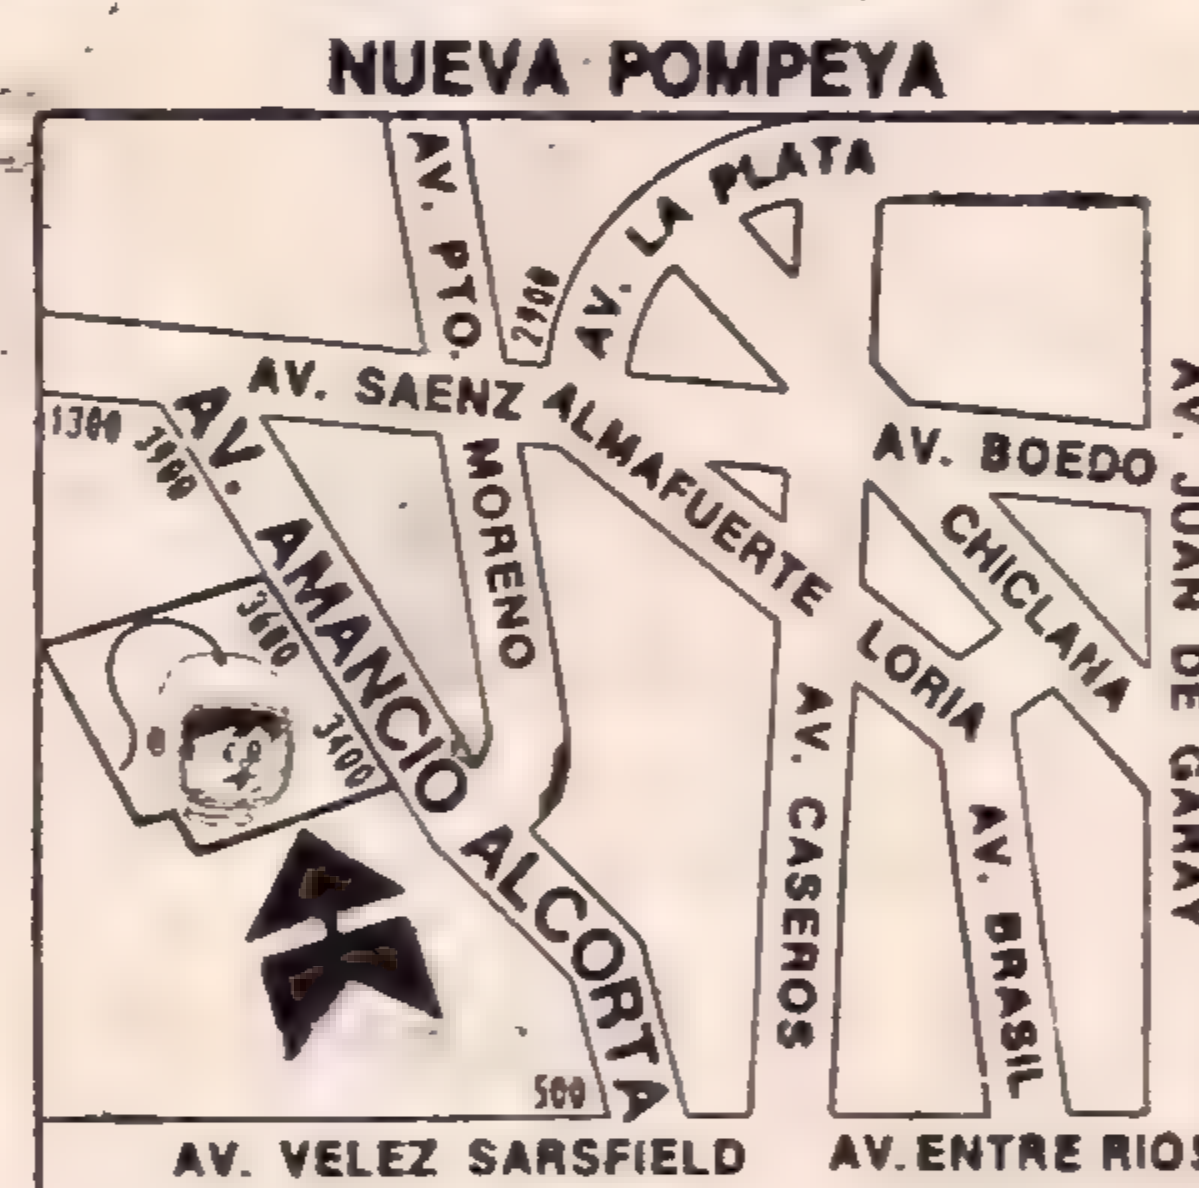 NUEVA POMPEYA
AV. LA PLATA
AV. PTO.
MORENO
2900
AV. SAENZ
ALMAFUERTE
AV. BOEDO
1300
3900
AV. AMANCIO
ALCORTA
CHICLANA
LORIA
3600
3400
AV. CASEROS
AV. BRASIL
AV. JUAN DE GARAY
500
AV. VELEZ SARSFIELD
AV. ENTRE RIOS